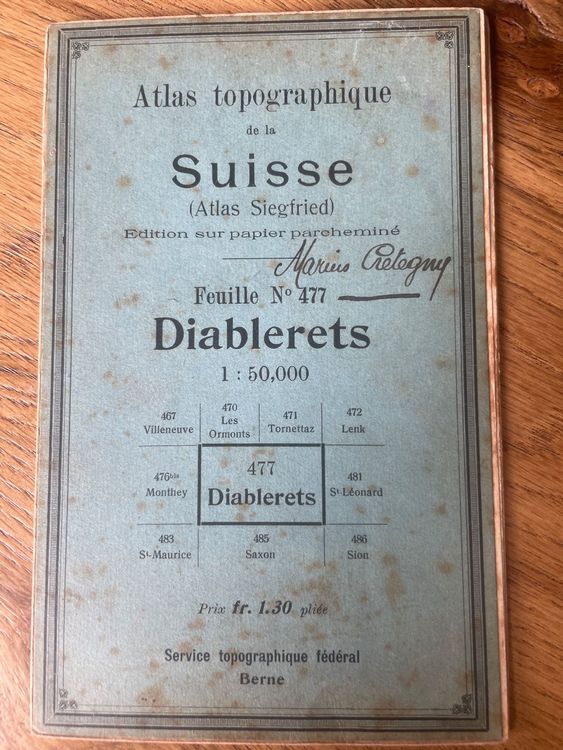 Atlas topographique
de la
Suisse
(Atlas Siegfried)
Edition sur papier parcheminé
Marius Cretegny
Feuille Nº 477
Diablerets
1 : 50,000
467 Villeneuve
470 Les Ormonts
471 Tornettaz
472 Lenk
476bis Monthey
477 Diablerets
481 St-Léonard
483 St-Maurice
485 Saxon
486 Sion
Prix fr. 1.30 pliée
Service topographique fédéral
Berne